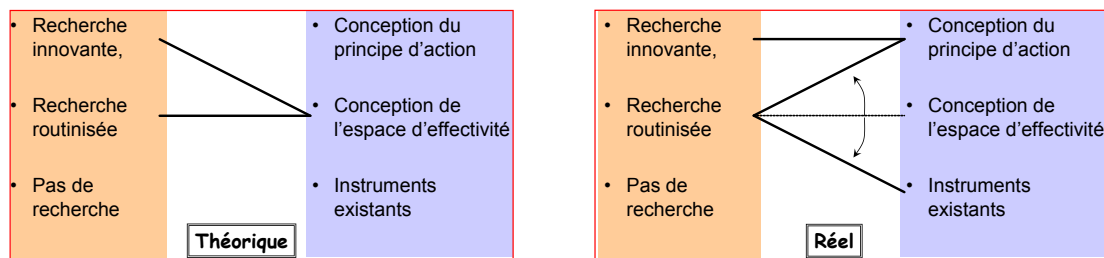 • Recherche innovante,
• Recherche routinisée
• Pas de recherche
• Conception du principe d’action
• Conception de l’espace d’effectivité
• Instruments existants
Théorique
• Recherche innovante,
• Recherche routinisée
• Pas de recherche
• Conception du principe d’action
• Conception de l’espace d’effectivité
• Instruments existants
Réel